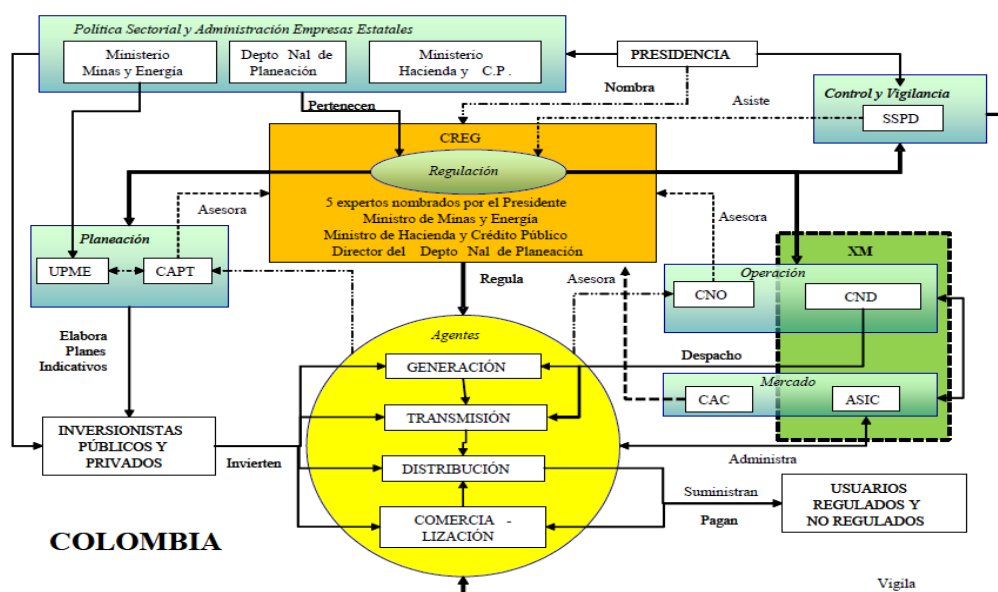 Política Sectorial y Administración Empresas Estatales
Ministerio
Minas y Energía
Depto Nal de
Planeación
Ministerio
Hacienda y C.P.
PRESIDENCIA
Nombra
Pertenecen
Asiste
Control y Vigilancia
SSPD
CREG
Regulación
5 expertos nombrados por el Presidente
Ministro de Minas y Energía
Ministro de Hacienda y Crédito Público
Director del Depto Nal de Planeación
Asesora
Asesora
Planeación
UPME
CAPT
XM
Operación
CNO
CND
Regula
Asesora
Elabora
Planes
Indicativos
Agentes
GENERACIÓN
TRANSMISIÓN
DISTRIBUCIÓN
COMERCIA -
LIZACIÓN
Despacho
Mercado
CAC
ASIC
INVERSIONISTAS
PÚBLICOS Y
PRIVADOS
Invierten
Administra
Suministran
Pagan
USUARIOS
REGULADOS Y
NO REGULADOS
COLOMBIA
Vigila